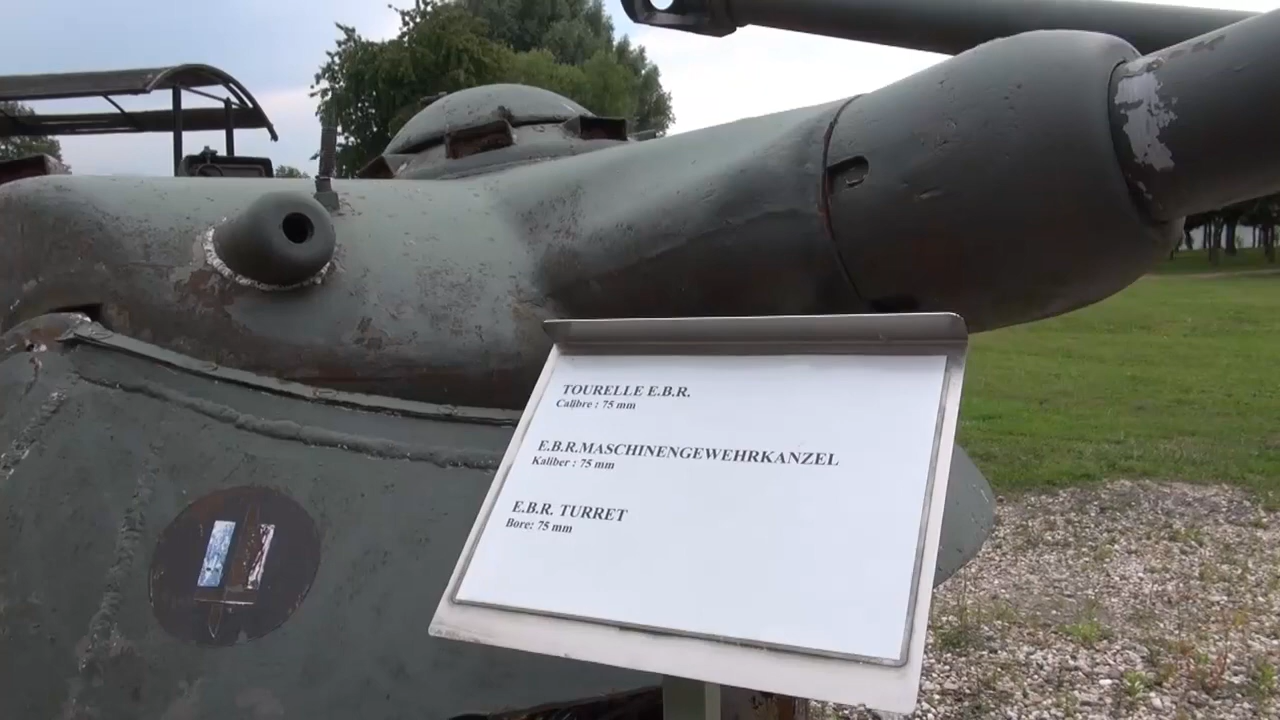 TOURELLE E.B.R.
Calibre : 75 mm
E.B.R.MASCHINENGEWEHRKANZEL
Kaliber : 75 mm
E.B.R. TURRET
Bore: 75 mm